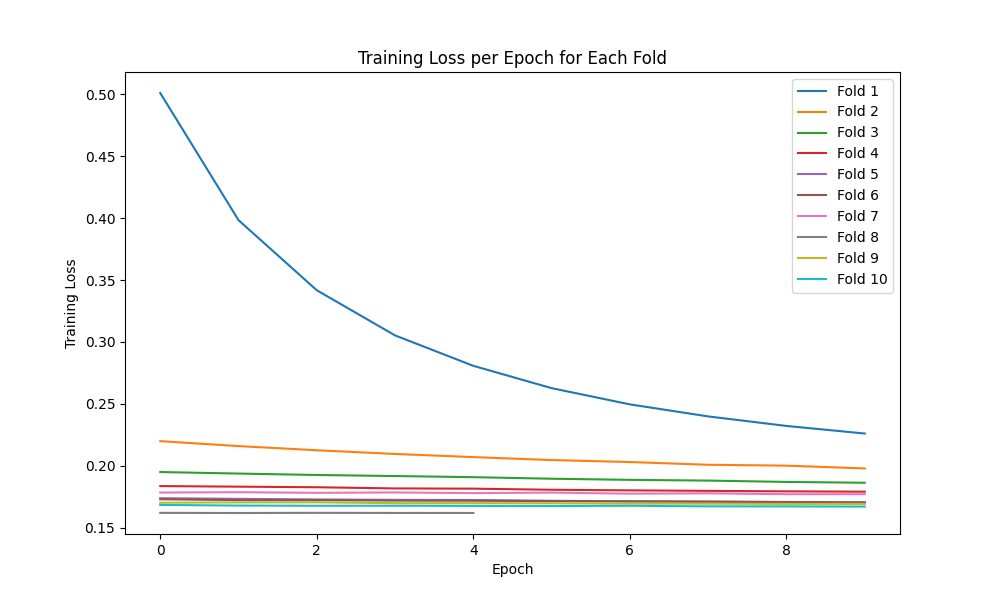 Training Loss per Epoch for Each Fold
Training Loss
0.50
0.45
0.40
0.35
0.30
0.25
0.20
0.15
0
2
4
6
8
Epoch
Fold 1
Fold 2
Fold 3
Fold 4
Fold 5
Fold 6
Fold 7
Fold 8
Fold 9
Fold 10